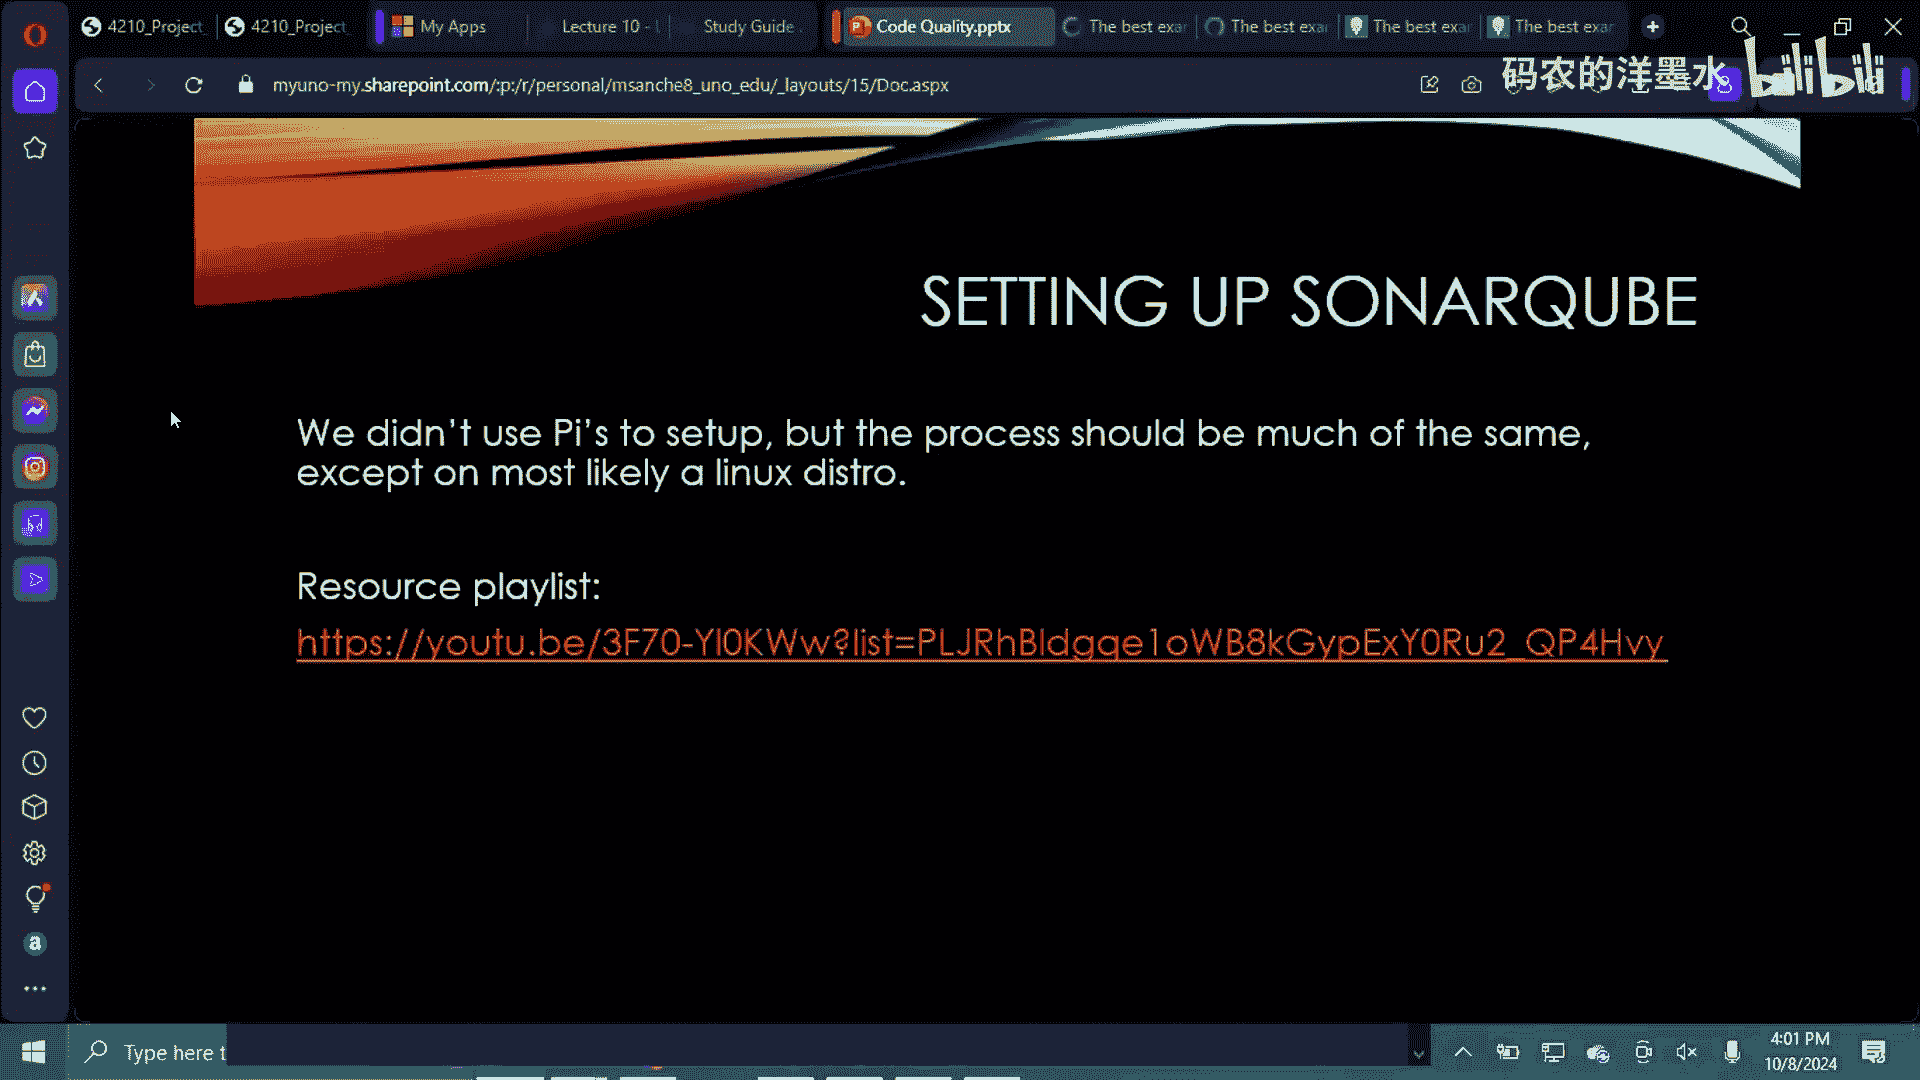 4210_Project
4210_Project
My Apps
Lecture 10 -
Study Guide
Code Quality.pptx
The best exa
The best exa
The best exa
The best exa
myuno-my.sharepoint.com/:p:/r/personal/msanche8_uno_edu/_layouts/15/Doc.aspx
码农的洋墨水
bilibili
SETTING UP SONARQUBE
We didn't use Pi's to setup, but the process should be much of the same,
except on most likely a linux distro.
Resource playlist:
https://youtu.be/3F70-Yl0KWw?list=PLJRhBldgqe1oWB8kGypExY0Ru2_QP4Hvy
Type here t
4:01 PM
10/8/2024